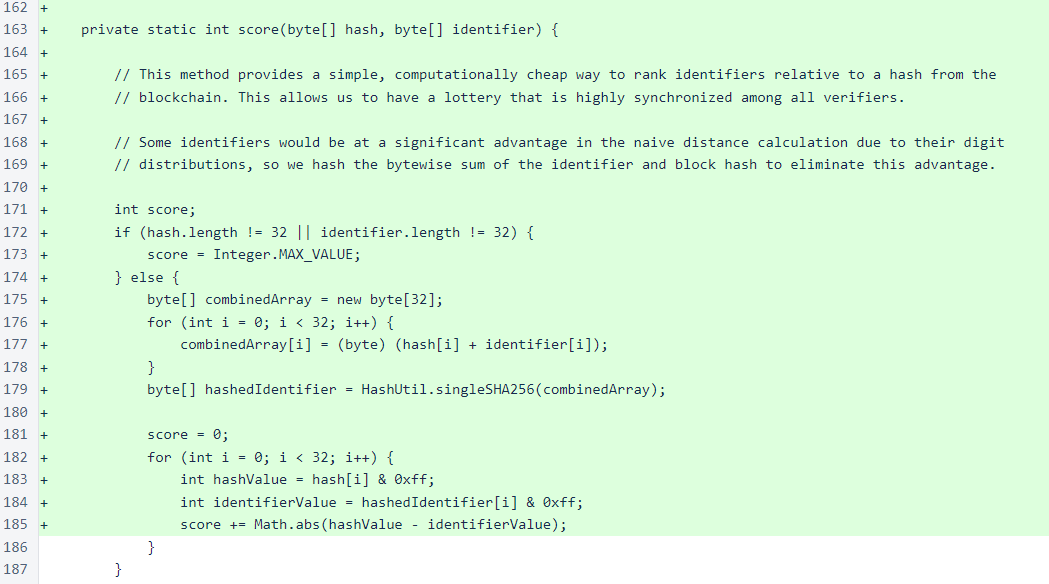 162 +
163 +    private static int score(byte[] hash, byte[] identifier) {
164 +
165 +        // This method provides a simple, computationally cheap way to rank identifiers relative to a hash from the
166 +        // blockchain. This allows us to have a lottery that is highly synchronized among all verifiers.
167 +
168 +        // Some identifiers would be at a significant advantage in the naive distance calculation due to their digit
169 +        // distributions, so we hash the bytewise sum of the identifier and block hash to eliminate this advantage.
170 +
171 +        int score;
172 +        if (hash.length != 32 || identifier.length != 32) {
173 +            score = Integer.MAX_VALUE;
174 +        } else {
175 +            byte[] combinedArray = new byte[32];
176 +            for (int i = 0; i < 32; i++) {
177 +                combinedArray[i] = (byte) (hash[i] + identifier[i]);
178 +            }
179 +            byte[] hashedIdentifier = HashUtil.singleSHA256(combinedArray);
180 +
181 +            score = 0;
182 +            for (int i = 0; i < 32; i++) {
183 +                int hashValue = hash[i] & 0xff;
184 +                int identifierValue = hashedIdentifier[i] & 0xff;
185 +                score += Math.abs(hashValue - identifierValue);
186              }
187          }